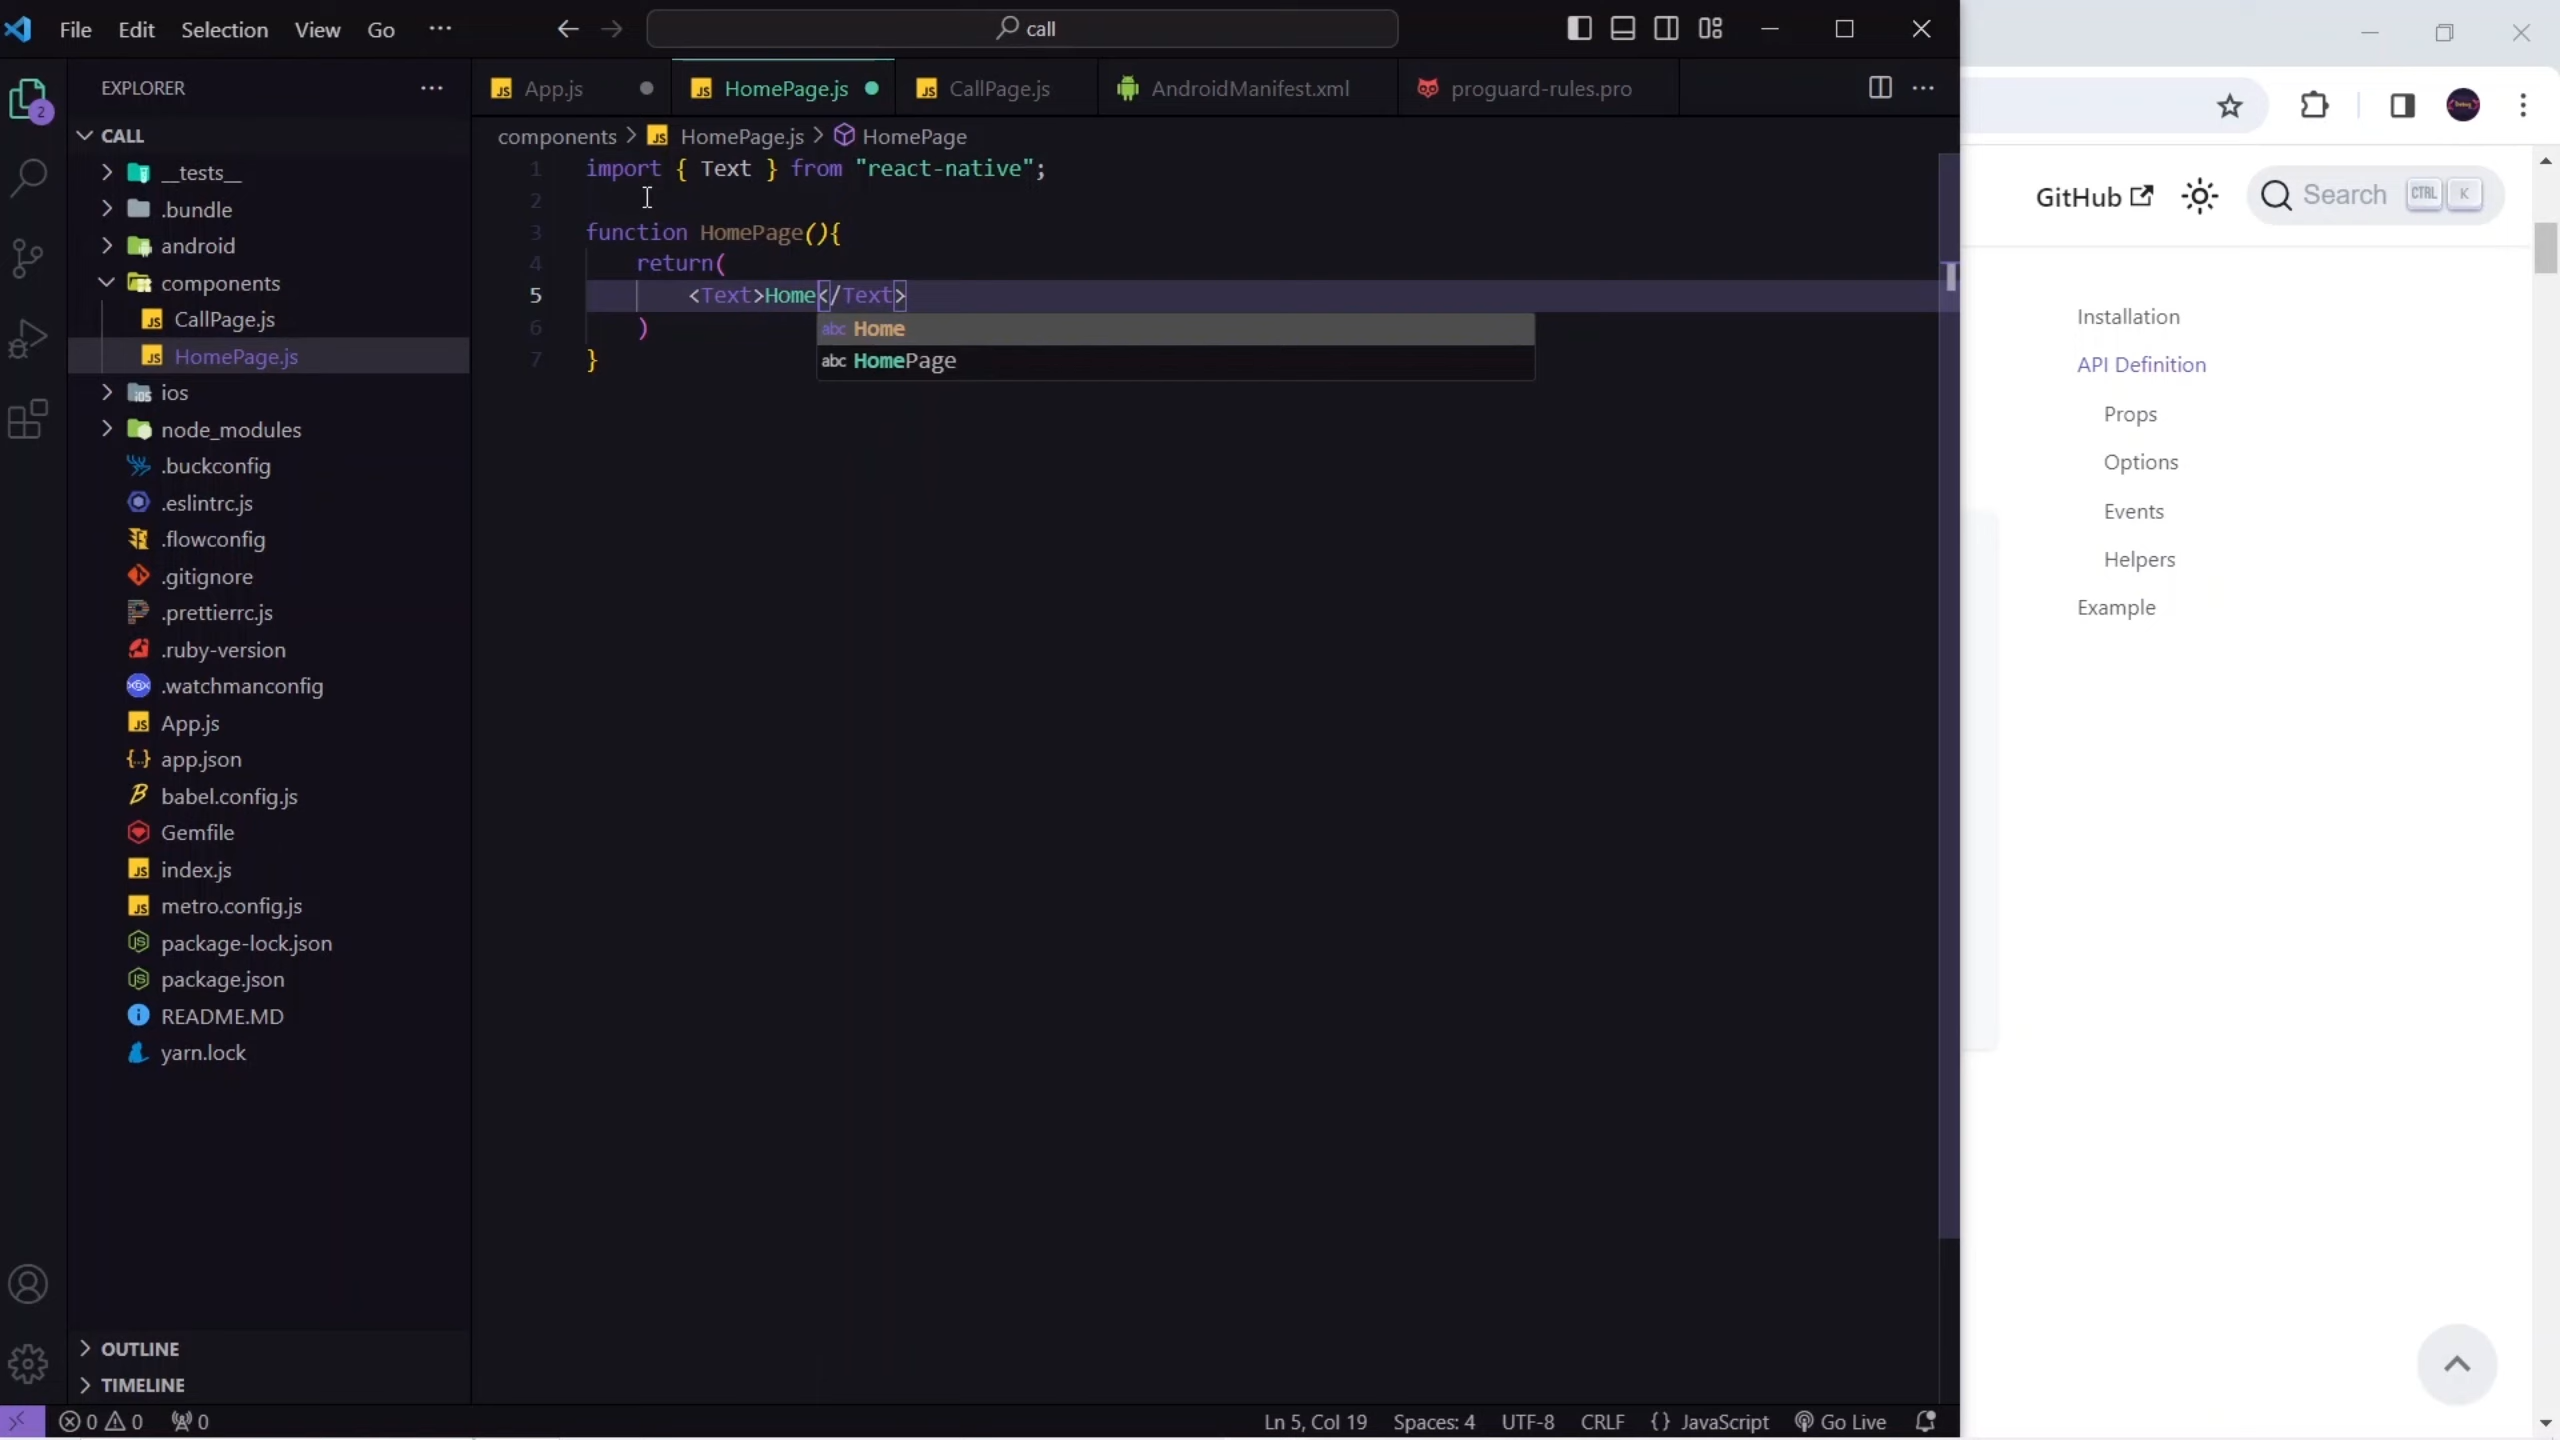 File Edit Selection View Go ···
call
EXPLORER ···
App.js
HomePage.js
CallPage.js
AndroidManifest.xml
proguard-rules.pro
CALL
__tests__
.bundle
android
components
CallPage.js
HomePage.js
ios
node_modules
.buckconfig
.eslintrc.js
.flowconfig
.gitignore
.prettierrc.js
.ruby-version
.watchmanconfig
App.js
app.json
babel.config.js
Gemfile
index.js
metro.config.js
package-lock.json
package.json
README.MD
yarn.lock
OUTLINE
TIMELINE
components > JS HomePage.js > HomePage
1 import { Text } from "react-native";
2
3 function HomePage(){
4 return(
5 <Text>Home</Text>
6 )
7 }
abc Home
abc HomePage
2
GitHub
Search CTRL K
Installation
API Definition
Props
Options
Events
Helpers
Example
0 0 0
Ln 5, Col 19 Spaces: 4 UTF-8 CRLF {} JavaScript Go Live